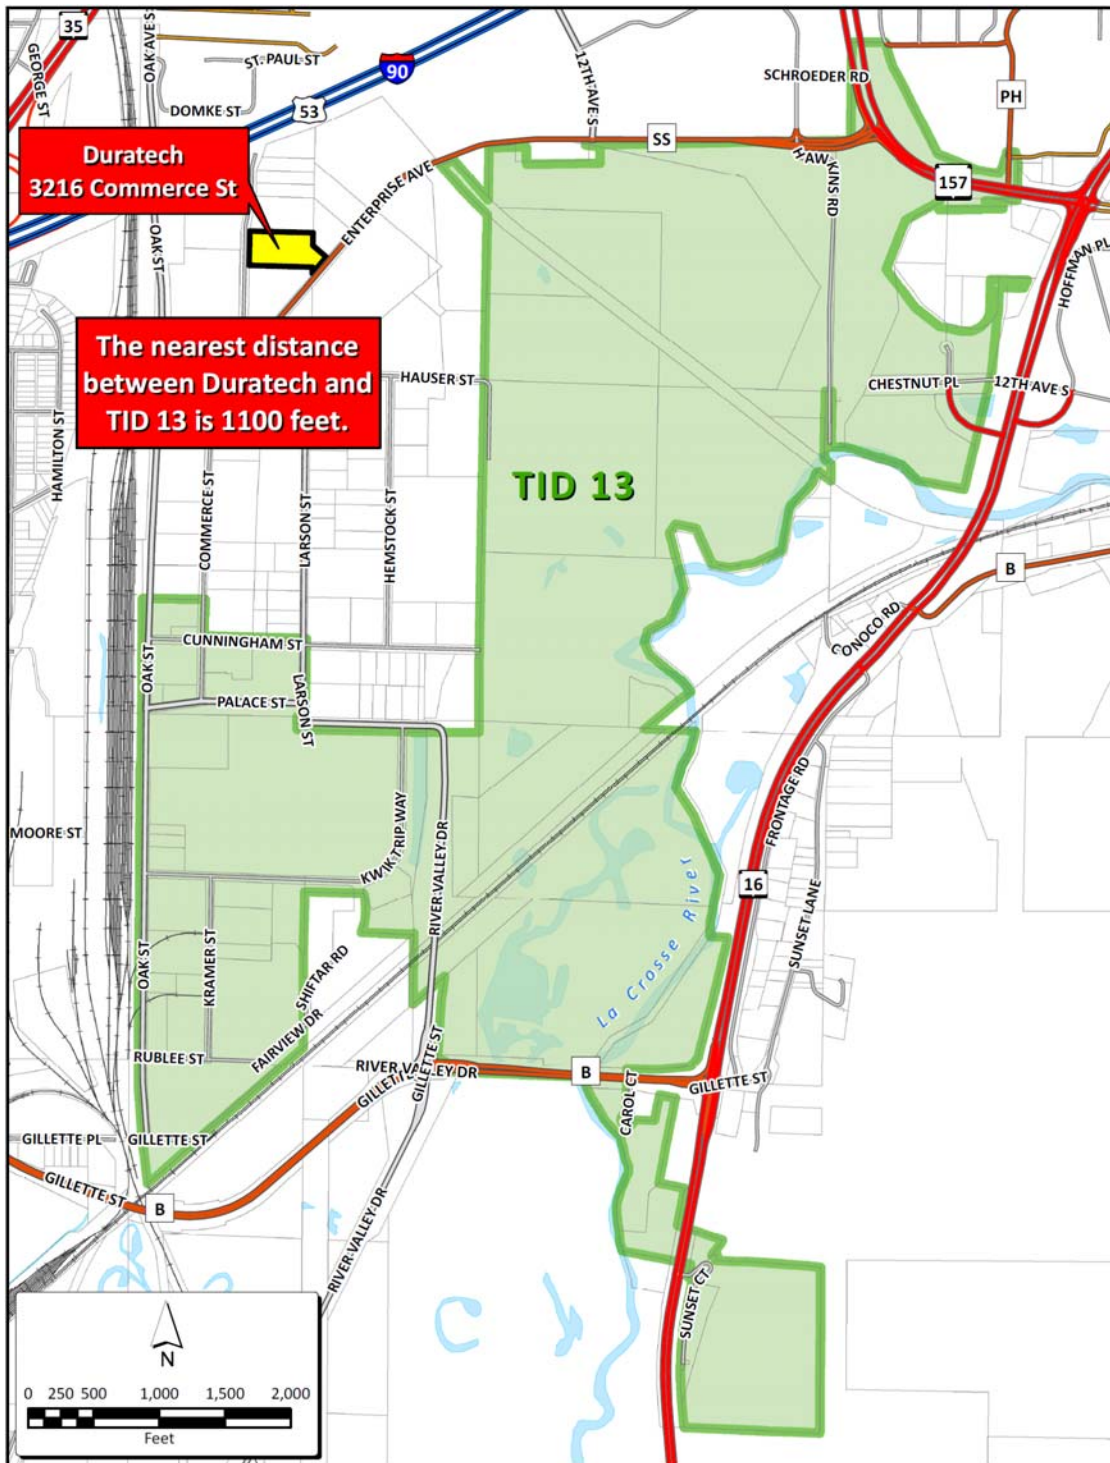 35
GEORGE ST
OAK AVE S
ST. PAUL ST
90
12TH AVE S
SCHROEDER RD
PH
DOMKE ST
53
SS
HAWKINS RD
157
Duratech
3216 Commerce St
ENTERPRISE AVE
OAK ST
HOFFMAN PL
The nearest distance
between Duratech and
TID 13 is 1100 feet.
HAUSER ST
CHESTNUT PL
12TH AVE S
HAMILTON ST
TID 13
COMMERCE ST
LARSON ST
HEMSTOCK ST
B
CONOCO RD
CUNNINGHAM ST
OAK ST
PALACE ST
LARSON ST
FRONTAGE RD
MOORE ST
KWIK TRIP WAY
RIVER VALLEY DR
16
La Crosse River
SUNSET LANE
OAK ST
KRAMER ST
SHIFTAR RD
FAIRVIEW DR
RUBLEE ST
RIVER VALLEY DR
GILLETTE ST
GILLETTE ST
B
GILLETTE ST
CAROL CT
GILLETTE PL
GILLETTE ST
GILLETTE ST
B
RIVER VALLEY DR
SUNSET CT
N
0 250 500 1,000 1,500 2,000
Feet